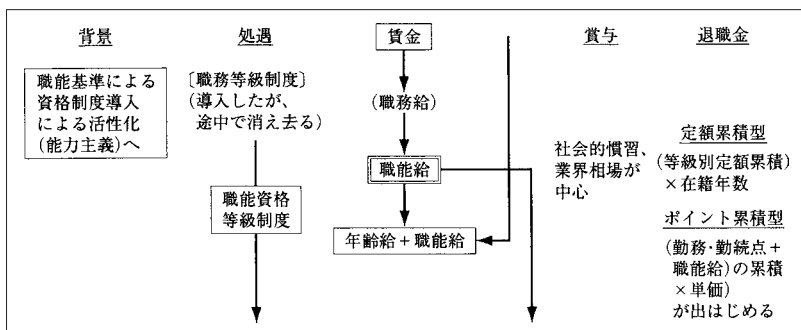 背景
職能基準による
資格制度導入
による活性化
(能力主義)へ
処遇
〔職務等級制度〕
(導入したが、
途中で消え去る)
職能資格
等級制度
賃金
(職務給)
職能給
年齢給+職能給
賞与
社会的慣習、
業界相場が
中心
退職金
定額累積型
(等級別定額累積)
×在籍年数
ポイント累積型
(勤務・勤続点+
職能給)の累積
×単価)
が出はじめる